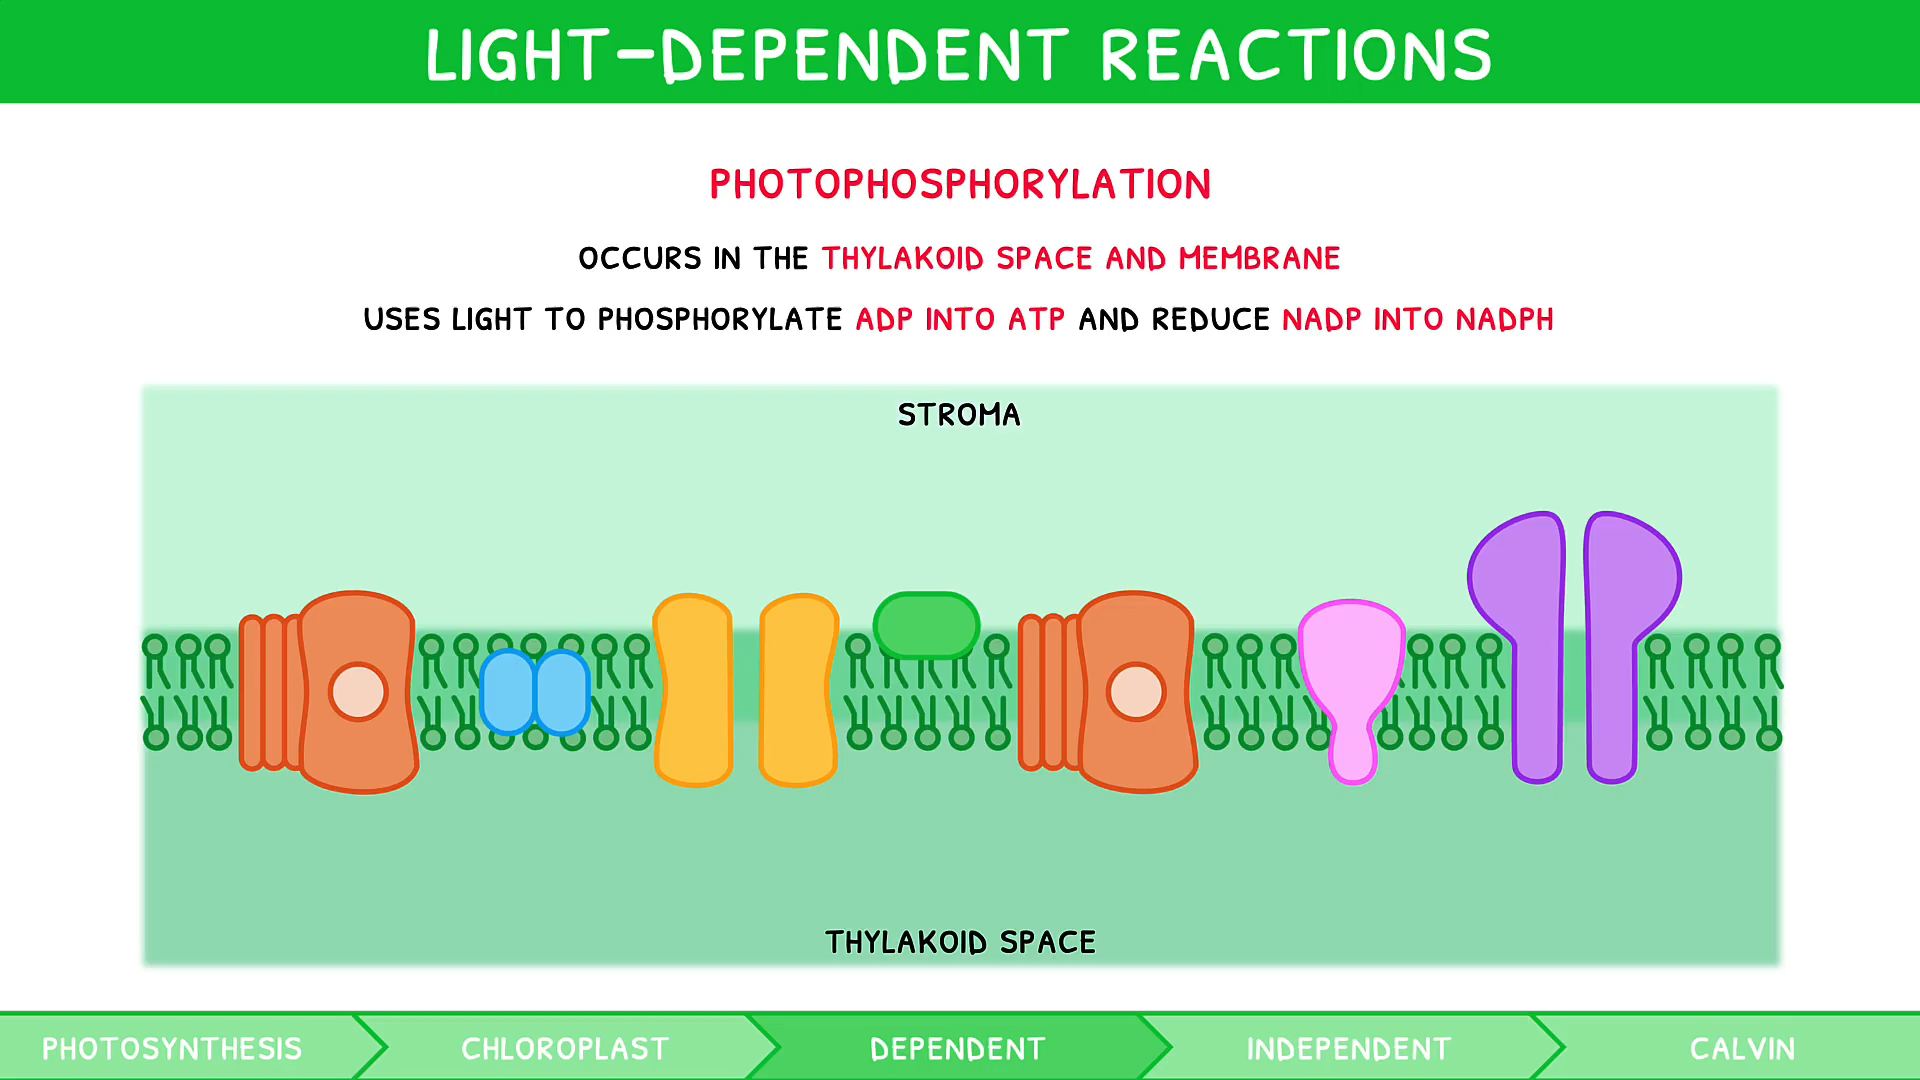 LIGHT-DEPENDENT REACTIONS
PHOTOPHOSPHORYLATION
OCCURS IN THE THYLAKOID SPACE AND MEMBRANE
USES LIGHT TO PHOSPHORYLATE ADP INTO ATP AND REDUCE NADP INTO NADPH
STROMA
THYLAKOID SPACE
PHOTOSYNTHESIS
CHLOROPLAST
DEPENDENT
INDEPENDENT
CALVIN